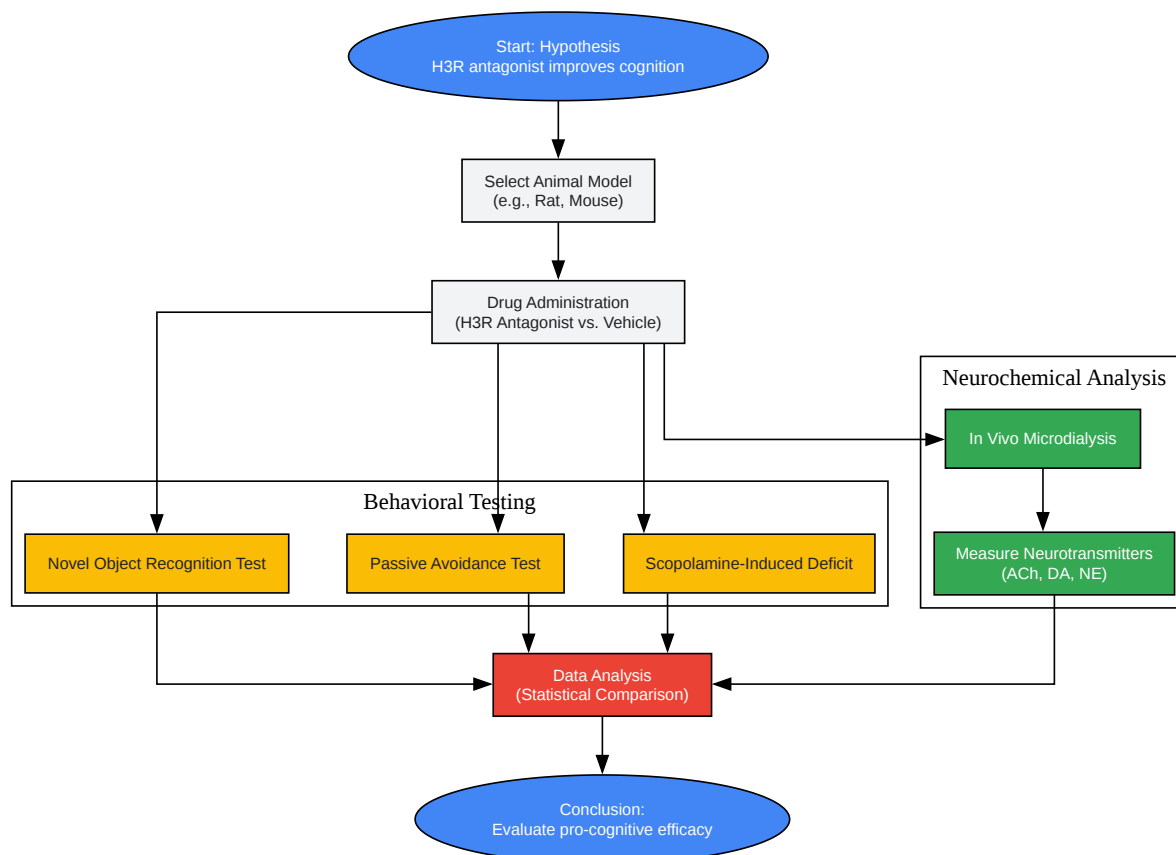 Start: Hypothesis
H3R antagonist improves cognition
Select Animal Model
(e.g., Rat, Mouse)
Drug Administration
(H3R Antagonist vs. Vehicle)
Neurochemical Analysis
In Vivo Microdialysis
Behavioral Testing
Novel Object Recognition Test
Passive Avoidance Test
Scopolamine-Induced Deficit
Measure Neurotransmitters
(ACh, DA, NE)
Data Analysis
(Statistical Comparison)
Conclusion:
Evaluate pro-cognitive efficacy